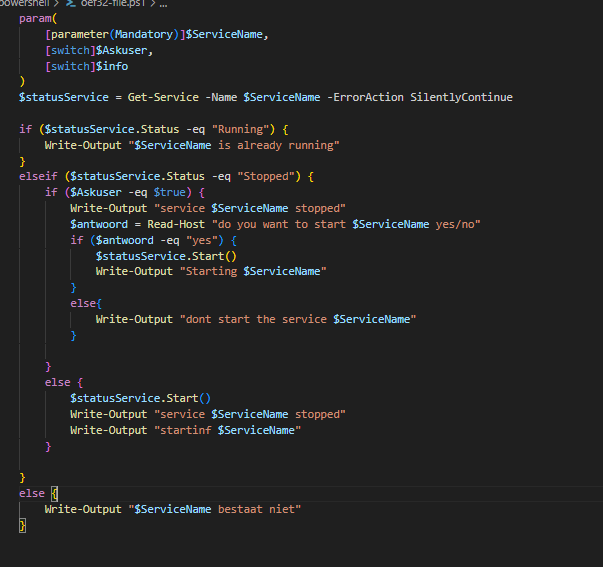 powershell > oef32-file.ps1 > ...
param(
    [parameter(Mandatory)]$ServiceName,
    [switch]$Askuser,
    [switch]$info
)
$statusService = Get-Service -Name $ServiceName -ErrorAction SilentlyContinue

if ($statusService.Status -eq "Running") {
    Write-Output "$ServiceName is already running"
}
elseif ($statusService.Status -eq "Stopped") {
    if ($Askuser -eq $true) {
        Write-Output "service $ServiceName stopped"
        $antwoord = Read-Host "do you want to start $ServiceName yes/no"
        if ($antwoord -eq "yes") {
            $statusService.Start()
            Write-Output "Starting $ServiceName"
        }
        else{
            Write-Output "dont start the service $ServiceName"
        }

    }
    else {
        $statusService.Start()
        Write-Output "service $ServiceName stopped"
        Write-Output "startinf $ServiceName"
    }

}
else {
    Write-Output "$ServiceName bestaat niet"
}